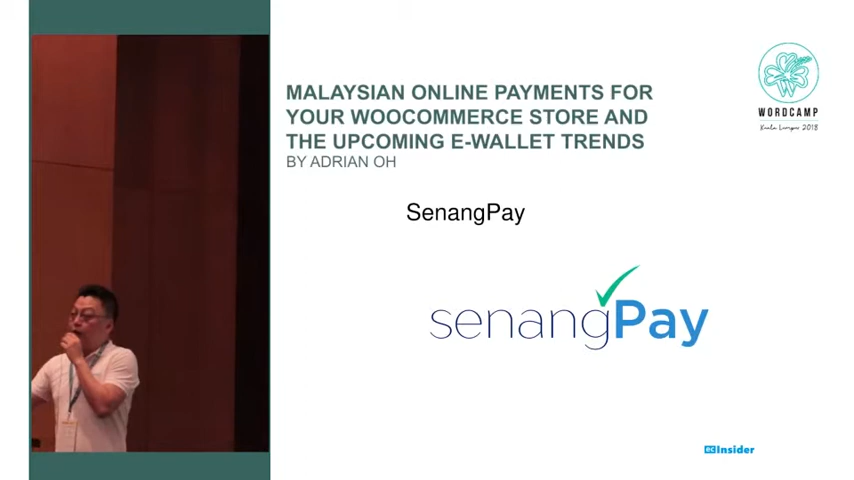 MALAYSIAN ONLINE PAYMENTS FOR
YOUR WOOCOMMERCE STORE AND
THE UPCOMING E-WALLET TRENDS
BY ADRIAN OH
WORDCAMP
Kuala Lumpur 2018
SenangPay
senangPay
ecInsider